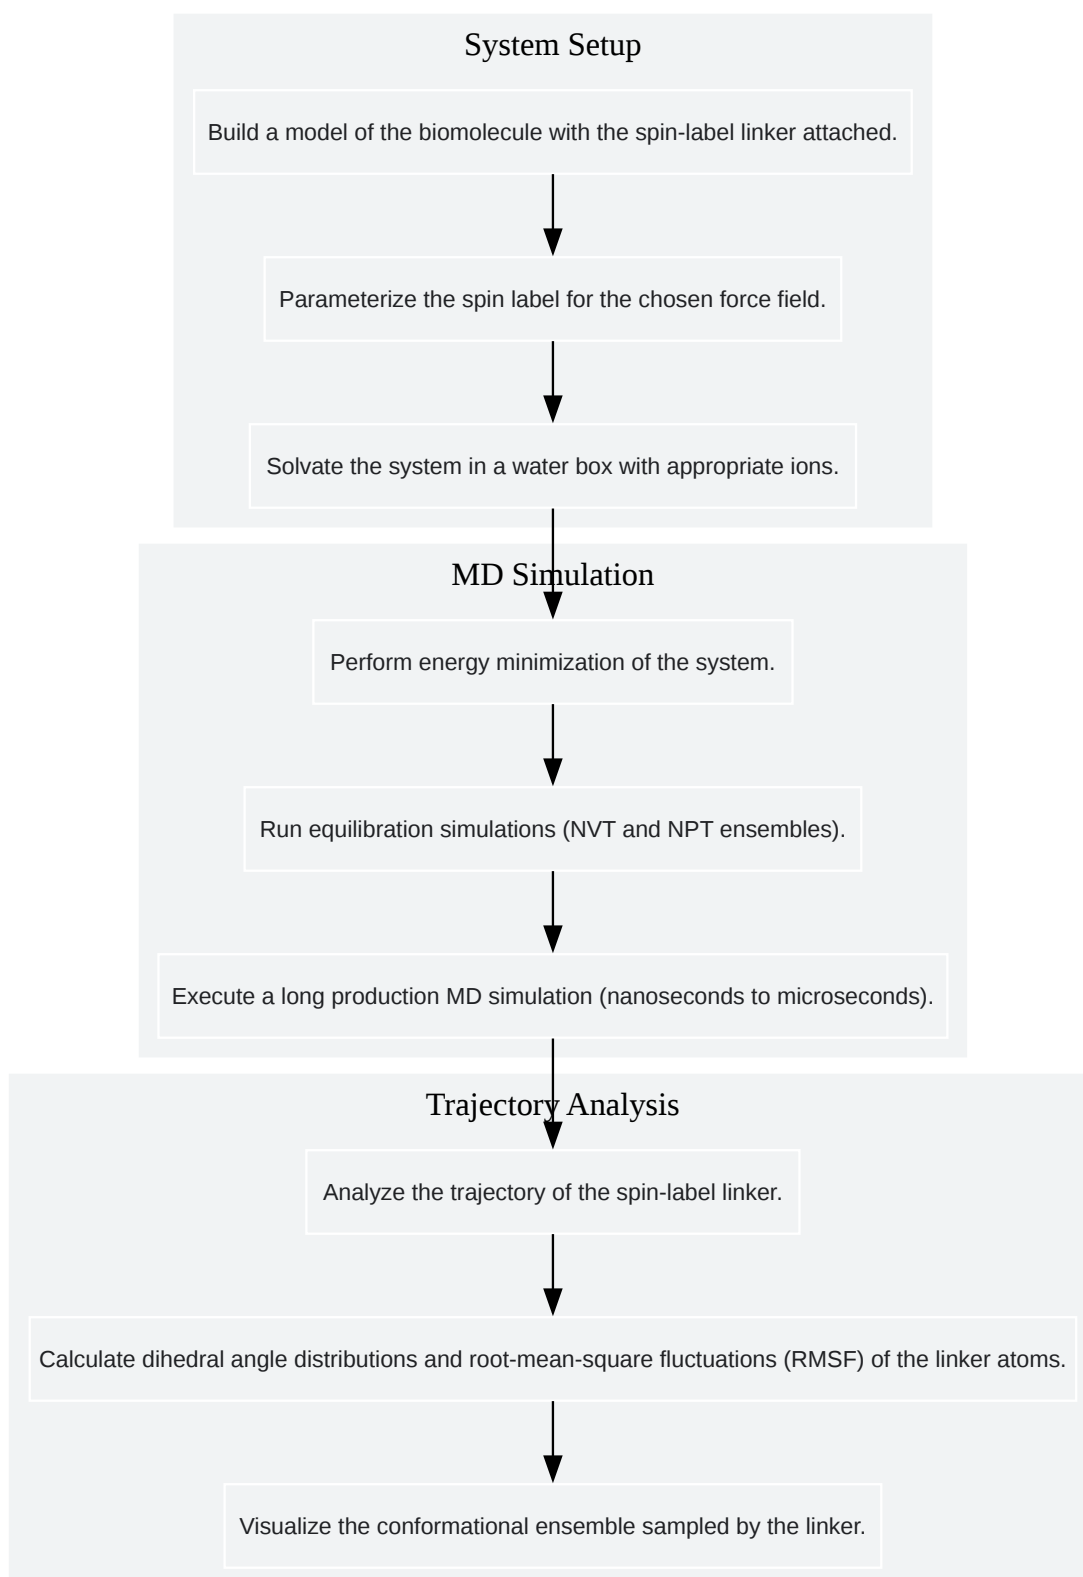 System Setup
Build a model of the biomolecule with the spin-label linker attached.
Parameterize the spin label for the chosen force field.
Solvate the system in a water box with appropriate ions.
MD Simulation
Perform energy minimization of the system.
Run equilibration simulations (NVT and NPT ensembles).
Execute a long production MD simulation (nanoseconds to microseconds).
Trajectory Analysis
Analyze the trajectory of the spin-label linker.
Calculate dihedral angle distributions and root-mean-square fluctuations (RMSF) of the linker atoms.
Visualize the conformational ensemble sampled by the linker.